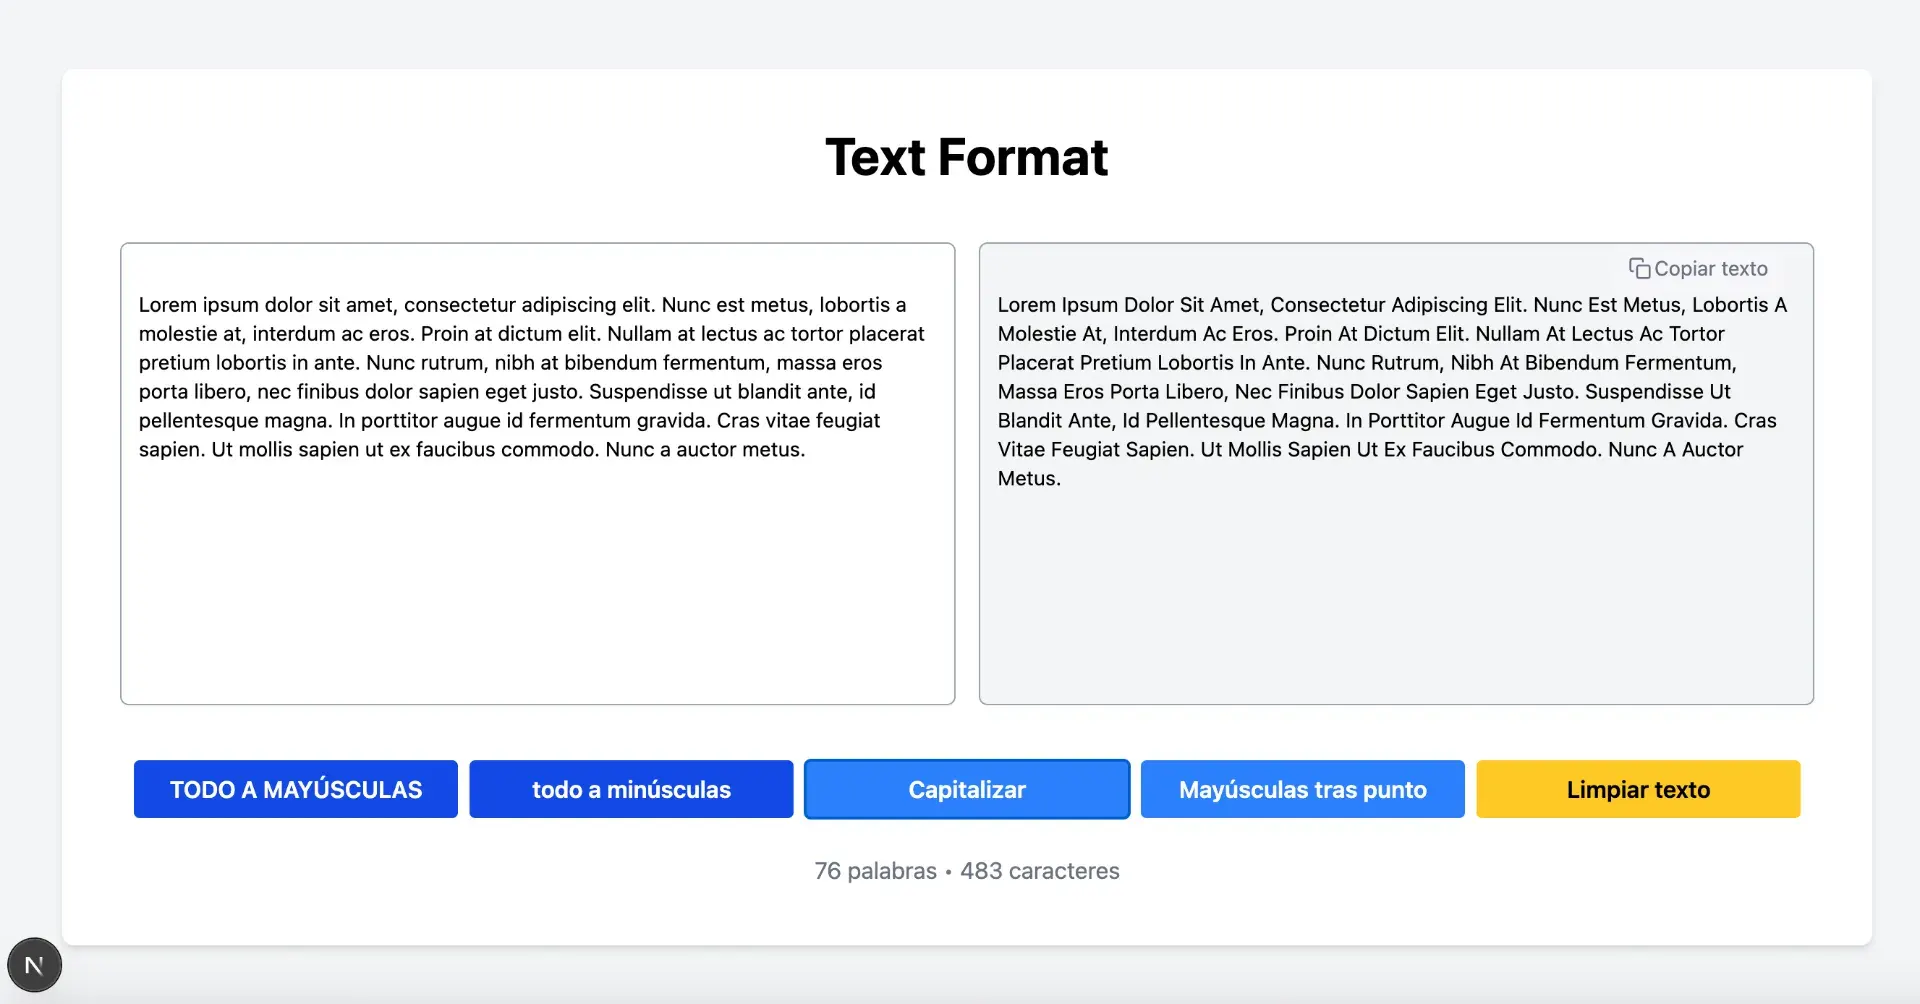 Text Format
Lorem ipsum dolor sit amet, consectetur adipiscing elit. Nunc est metus, lobortis a
molestie at, interdum ac eros. Proin at dictum elit. Nullam at lectus ac tortor placerat
pretium lobortis in ante. Nunc rutrum, nibh at bibendum fermentum, massa eros
porta libero, nec finibus dolor sapien eget justo. Suspendisse ut blandit ante, id
pellentesque magna. In porttitor augue id fermentum gravida. Cras vitae feugiat
sapien. Ut mollis sapien ut ex faucibus commodo. Nunc a auctor metus.
Copiar texto
Lorem Ipsum Dolor Sit Amet, Consectetur Adipiscing Elit. Nunc Est Metus, Lobortis A
Molestie At, Interdum Ac Eros. Proin At Dictum Elit. Nullam At Lectus Ac Tortor
Placerat Pretium Lobortis In Ante. Nunc Rutrum, Nibh At Bibendum Fermentum,
Massa Eros Porta Libero, Nec Finibus Dolor Sapien Eget Justo. Suspendisse Ut
Blandit Ante, Id Pellentesque Magna. In Porttitor Augue Id Fermentum Gravida. Cras
Vitae Feugiat Sapien. Ut Mollis Sapien Ut Ex Faucibus Commodo. Nunc A Auctor
Metus.
TODO A MAYÚSCULAS
todo a minúsculas
Capitalizar
Mayúsculas tras punto
Limpiar texto
76 palabras • 483 caracteres
N